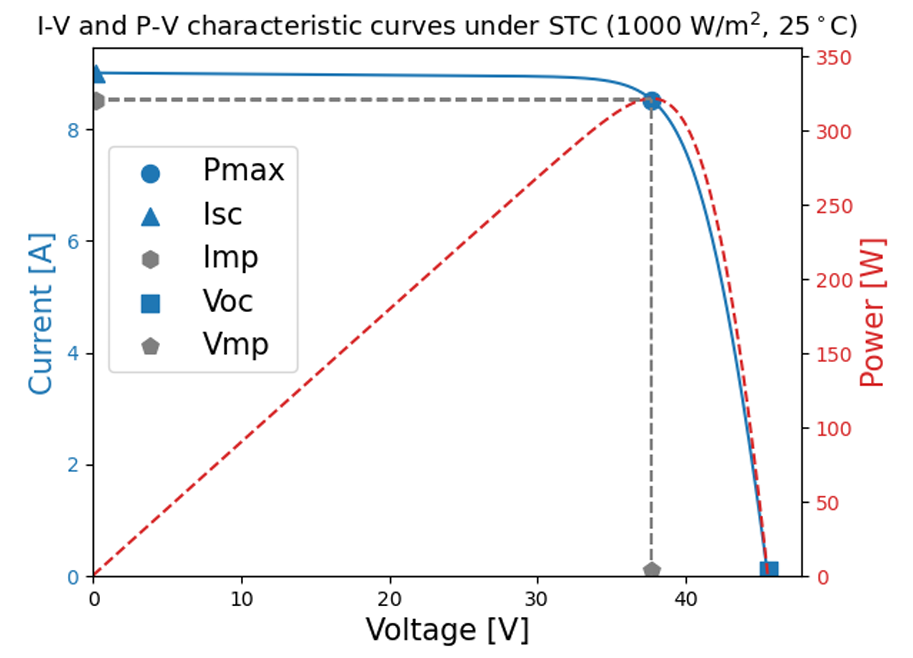 I-V and P-V characteristic curves under STC (1000 W/m², 25 °C)
Current [A]
8
6
4
2
0
Pmax
Isc
Imp
Voc
Vmp
350
300
250
200
150
100
50
0
Power [W]
0 10 20 30 40
Voltage [V]